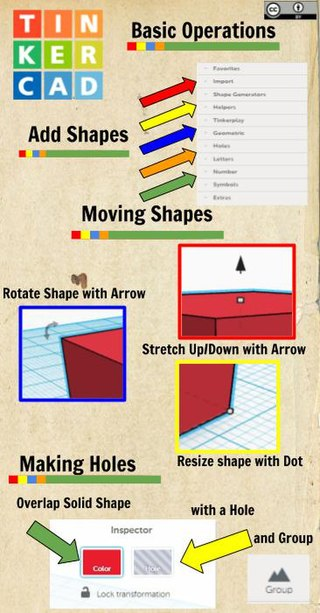 TIN
KER
CAD
cc
BY
Basic Operations
Favorites
Import
Shape Generators
Helpers
Tinkerplay
Geometric
Holes
Letters
Number
Symbols
Extras
Add Shapes
Moving Shapes
Rotate Shape with Arrow
Stretch Up/Down with Arrow
Resize shape with Dot
Making Holes
Overlap Solid Shape
with a Hole
and Group
Inspector
Color
Hole
Lock transformation
Group